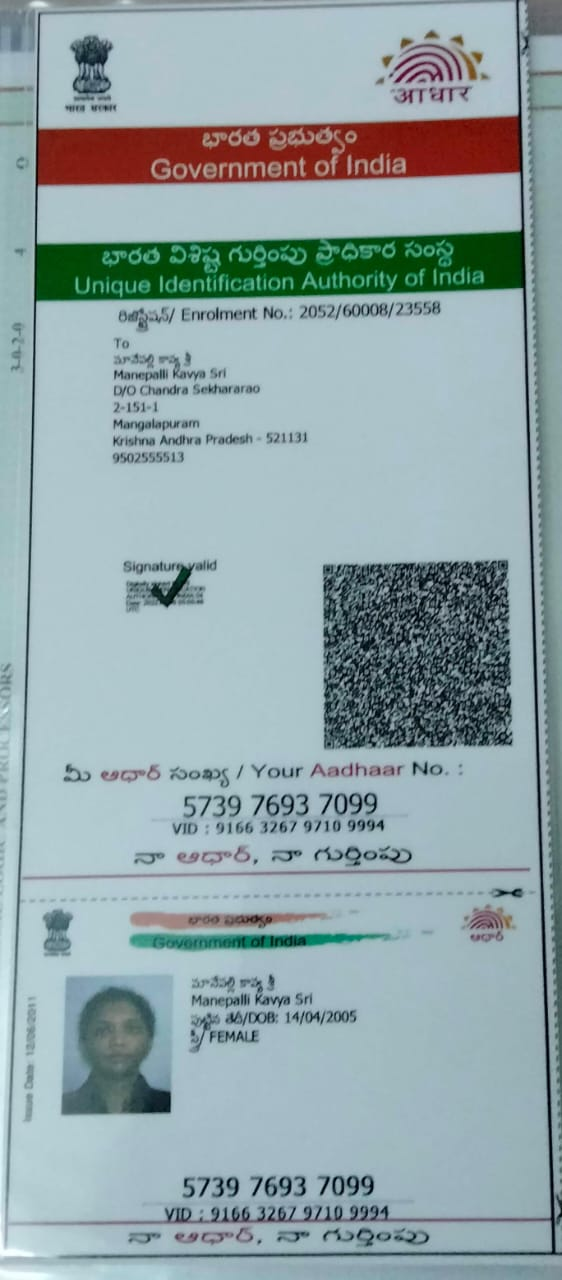 भारत सरकार
आधार
భారత ప్రభుత్వం
Government of India
భారత విశిష్ట గుర్తింపు ప్రాధికార సంస్థ
Unique Identification Authority of India
రిజిస్ట్రేషన్/ Enrolment No.: 2052/60008/23558
To
మానేపల్లి కావ్య శ్రీ
Manepalli Kavya Sri
D/O Chandra Sekhararao
2-151-1
Mangalapuram
Krishna Andhra Pradesh - 521131
9502555513
Signature valid
మీ ఆధార్ సంఖ్య / Your Aadhaar No. :
5739 7693 7099
VID : 9166 3267 9710 9994
నా ఆధార్, నా గుర్తింపు
భారత ప్రభుత్వం
Government of India
ఆధార్
Issue Date: 12/06/2011
మానేపల్లి కావ్య శ్రీ
Manepalli Kavya Sri
పుట్టిన తేదీ/DOB: 14/04/2005
స్త్రీ/ FEMALE
5739 7693 7099
VID : 9166 3267 9710 9994
నా ఆధార్, నా గుర్తింపు